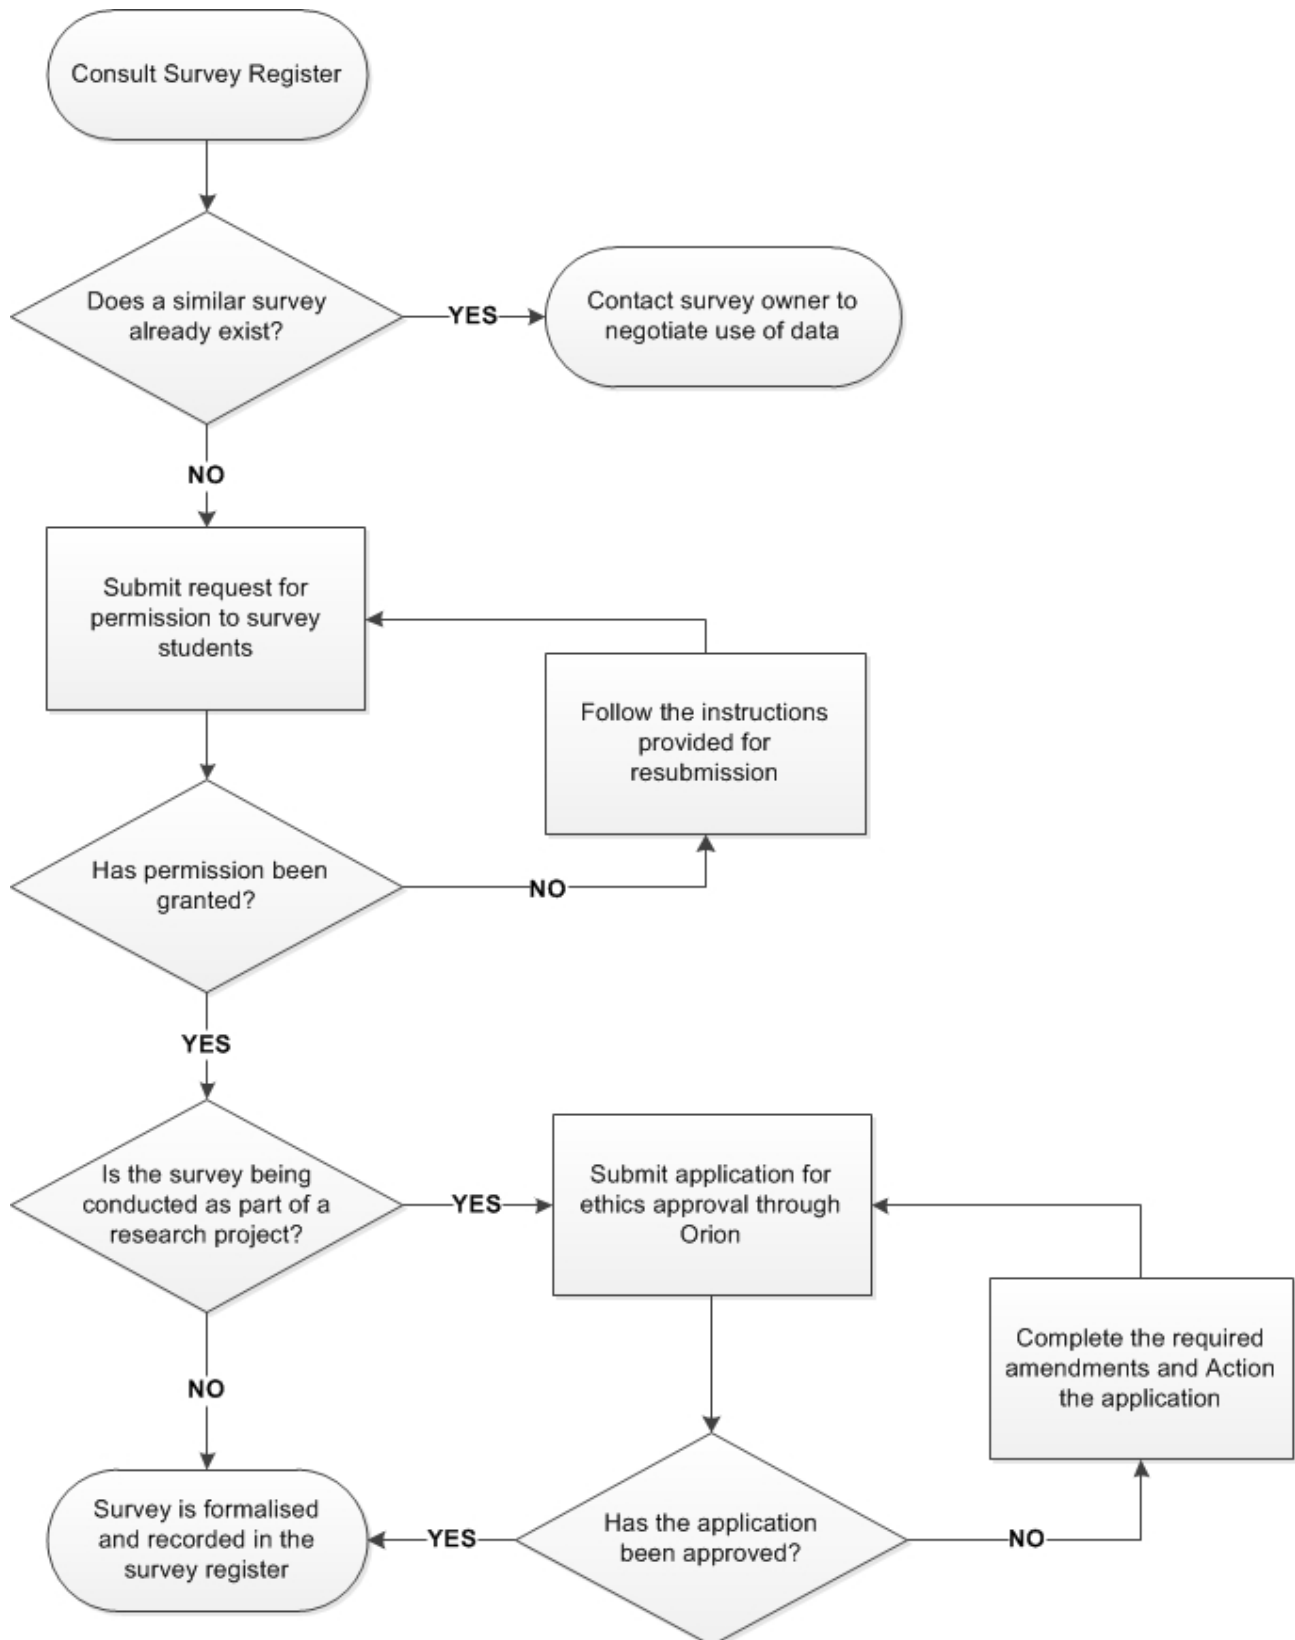 Consult Survey Register
Does a similar survey
already exist?
YES
Contact survey owner to
negotiate use of data
NO
Submit request for
permission to survey
students
Follow the instructions
provided for
resubmission
Has permission been
granted?
NO
YES
Is the survey being
conducted as part of a
research project?
YES
Submit application for
ethics approval through
Orion
Complete the required
amendments and Action
the application
NO
Survey is formalised
and recorded in the
survey register
YES
Has the application
been approved?
NO